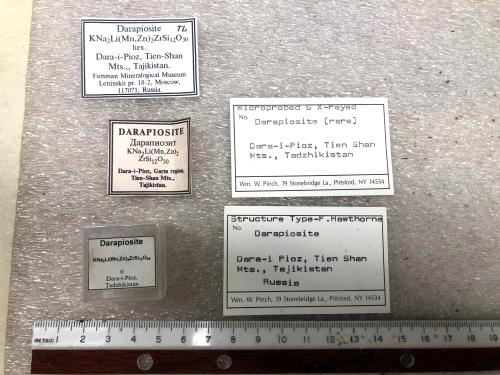 Darapiosite TL
KNa₂Li(Mn,Zn)₂ZrSi₁₂O₃₀
hex.
Dara-i-Pioz, Tien-Shan
Mts.,, Tajikistan.
Fersman Mineralogical Museum
Leninskii pr. 18-2, Moscow,
117071, Russia.
DARAPIOSITE
Дарапиозит
KNa₂Li(Mn,Zn)₂
ZrSi₁₂O₃₀
Dara-i-Pioz, Garm region,
Tien-Shan Mts.,
Tajikistan.
Darapiosite
KNa₂Li(Mn,Zn)₂ZrSi₁₂O₃₀
tl
Dara-i-Pioz,
Tadzhikistan
microprobed & X-rayed
No.
Darapiosite [rare]
Dara-i-Pioz, Tien Shan
Mts., Tadzhikistan
Wm. W. Pinch, 19 Stonebridge La., Pittsford, NY 14534
Structure Type-F.Hawthorne
No.
Darapiosite
Dara-i Pioz, Tien Shan
Mts., Tajikistan
Russia
Wm. W. Pinch, 19 Stonebridge La., Pittsford, NY 14534
METRIC 1 2 3 4 5 6 7 8 9 10 11 12 13 14 15 16 17 18 19